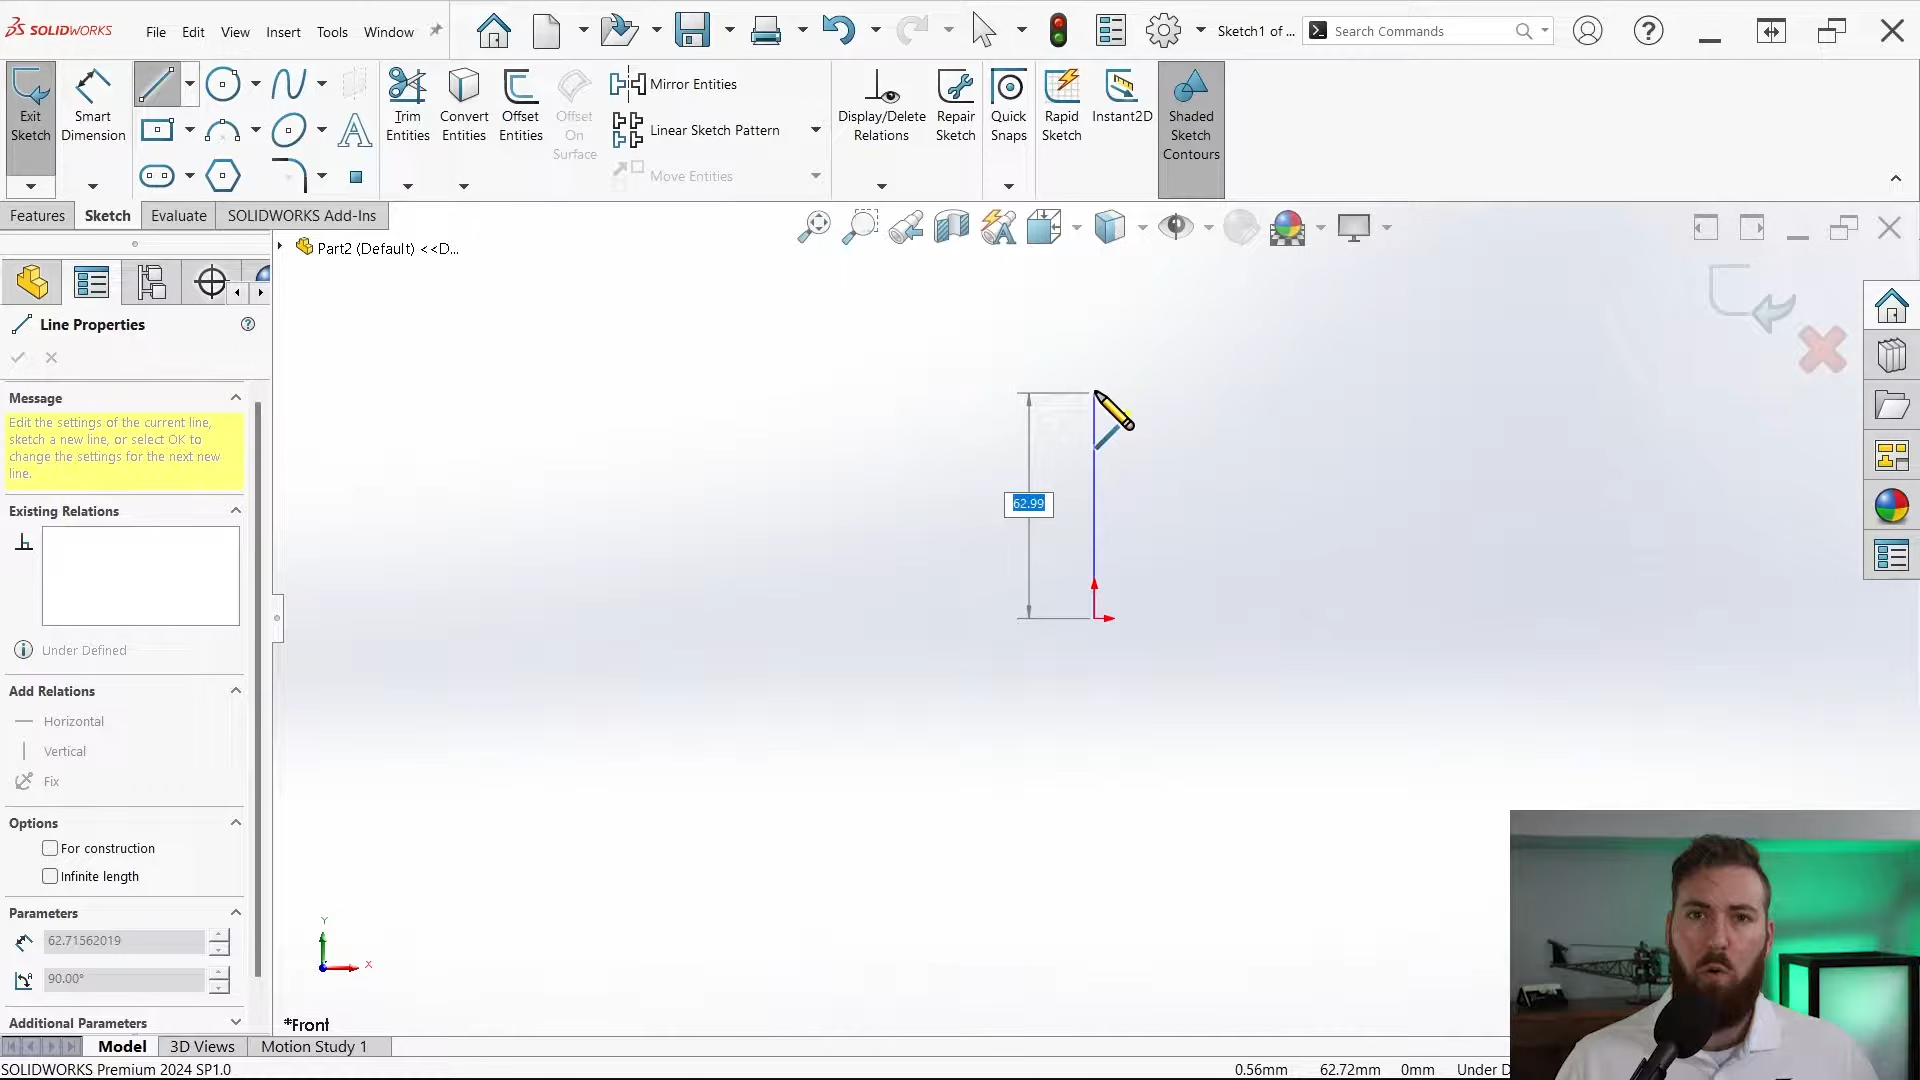 SOLIDWORKS
File
Edit
View
Insert
Tools
Window
Sketch1 of ...
Search Commands
Exit
Sketch
Smart
Dimension
Trim
Entities
Convert
Entities
Offset
Entities
Offset
On
Surface
Mirror Entities
Linear Sketch Pattern
Move Entities
Display/Delete
Relations
Repair
Sketch
Quick
Snaps
Rapid
Sketch
Instant2D
Shaded
Sketch
Contours
Features
Sketch
Evaluate
SOLIDWORKS Add-Ins
Part2 (Default) <<D...
Line Properties
Message
Edit the settings of the current line,
sketch a new line, or select OK to
change the settings for the next new
line.
Existing Relations
Under Defined
Add Relations
Horizontal
Vertical
Fix
Options
For construction
Infinite length
Parameters
62.71562019
90.00°
Additional Parameters
62.99
Y
X
*Front
Model
3D Views
Motion Study 1
SOLIDWORKS Premium 2024 SP1.0
0.56mm
62.72mm
0mm
Under D